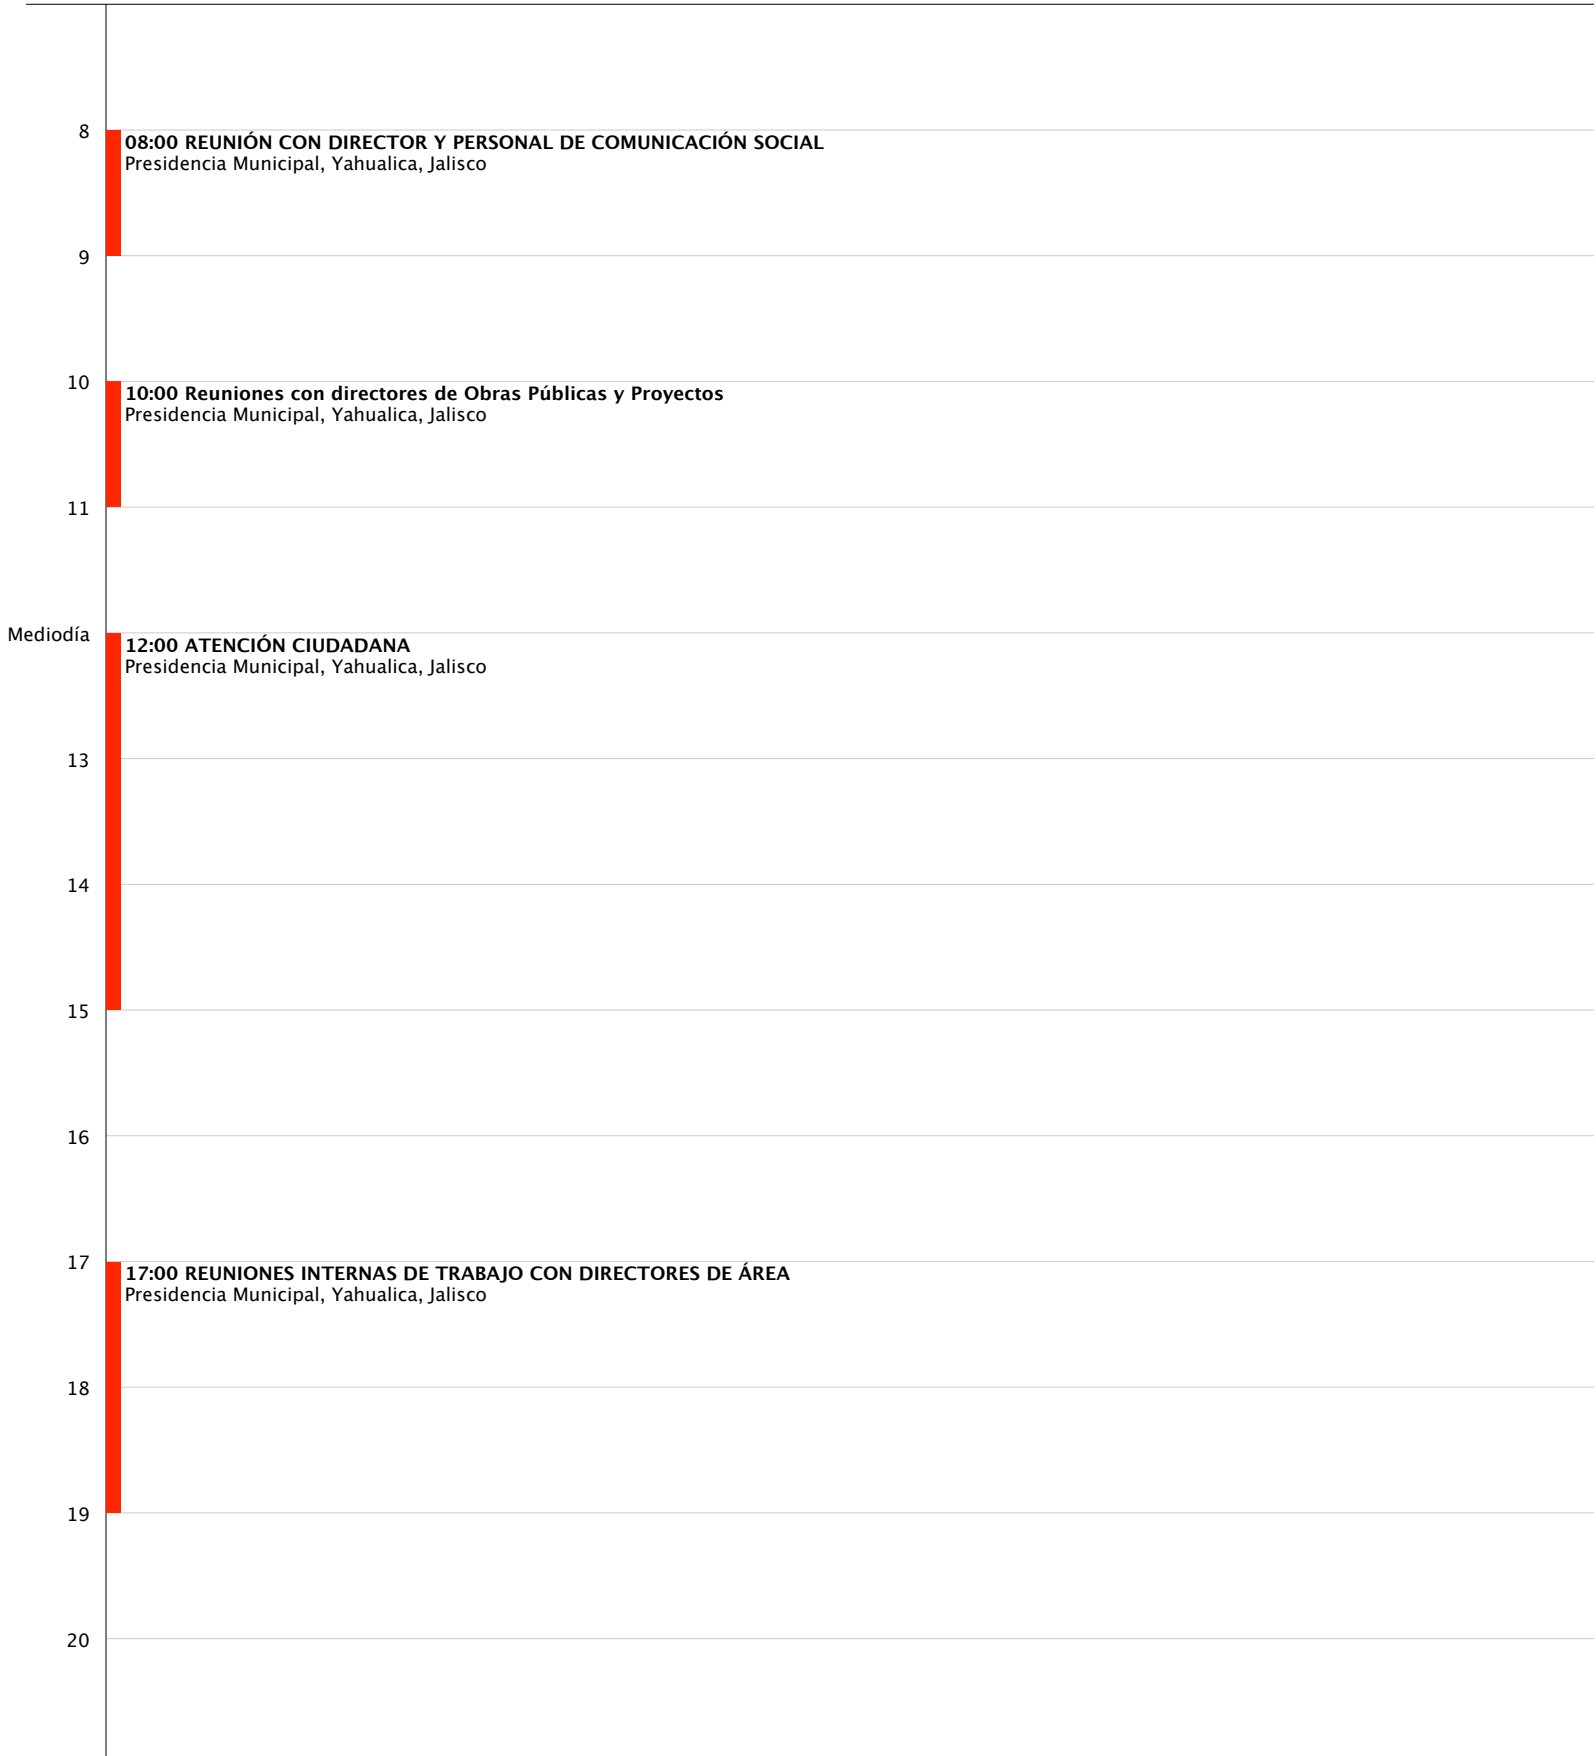 8
08:00 REUNIÓN CON DIRECTOR Y PERSONAL DE COMUNICACIÓN SOCIAL
Presidencia Municipal, Yahualica, Jalisco
9
10
10:00 Reuniones con directores de Obras Públicas y Proyectos
Presidencia Municipal, Yahualica, Jalisco
11
Mediodía
12:00 ATENCIÓN CIUDADANA
Presidencia Municipal, Yahualica, Jalisco
13
14
15
16
17
17:00 REUNIONES INTERNAS DE TRABAJO CON DIRECTORES DE ÁREA
Presidencia Municipal, Yahualica, Jalisco
18
19
20